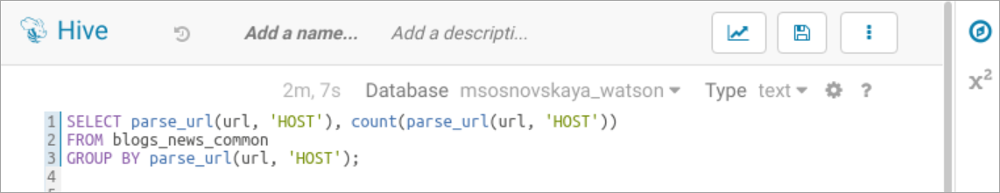 Hive Add a name... Add a descripti...
2m, 7s Database msosnovskaya_watson Type text ?
x²
1 SELECT parse_url(url, 'HOST'), count(parse_url(url, 'HOST'))
2 FROM blogs_news_common
3 GROUP BY parse_url(url, 'HOST');
4